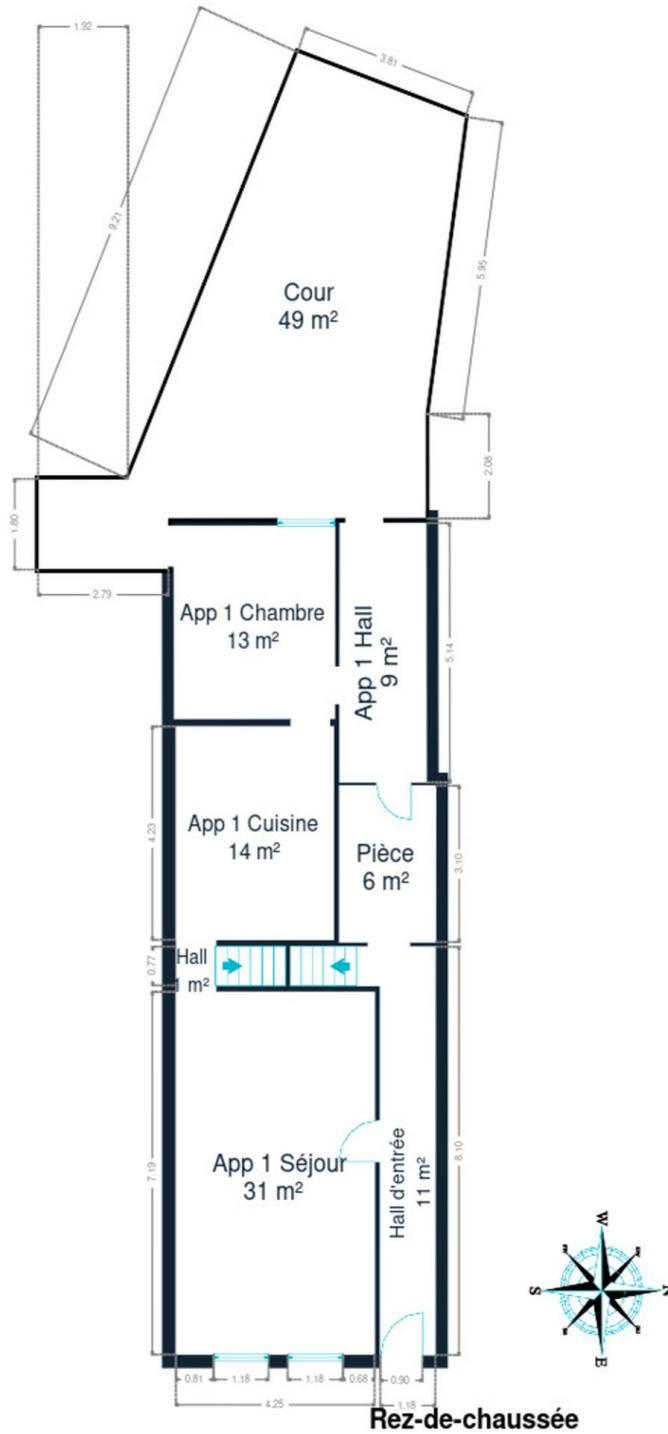 1.92
3.81
9.21
5.95
Cour
49 m²
2.08
1.80
2.79
App 1 Chambre
13 m²
App 1 Hall
9 m²
5.14
4.23
App 1 Cuisine
14 m²
Pièce
6 m²
3.10
0.77
Hall
1 m²
7.19
App 1 Séjour
31 m²
Hall d'entrée
11 m²
8.10
W
S
N
E
0.81
1.18
1.18
0.68
0.90
4.25
1.18
Rez-de-chaussée